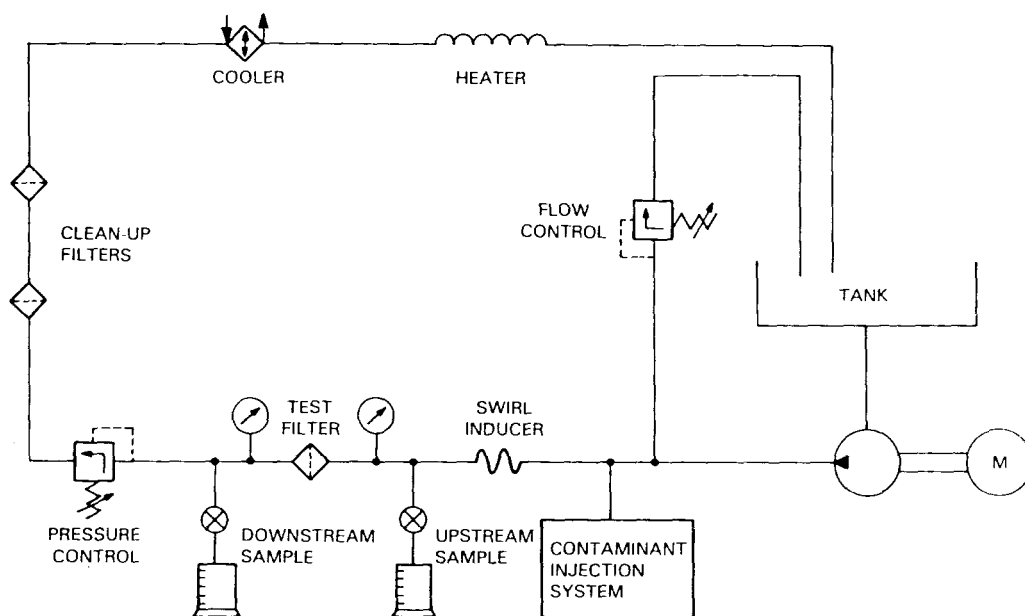 COOLER
HEATER
FLOW
CONTROL
CLEAN-UP
FILTERS
TANK
TEST
FILTER
SWIRL
INDUCER
M
PRESSURE
CONTROL
DOWNSTREAM
SAMPLE
UPSTREAM
SAMPLE
CONTAMINANT
INJECTION
SYSTEM